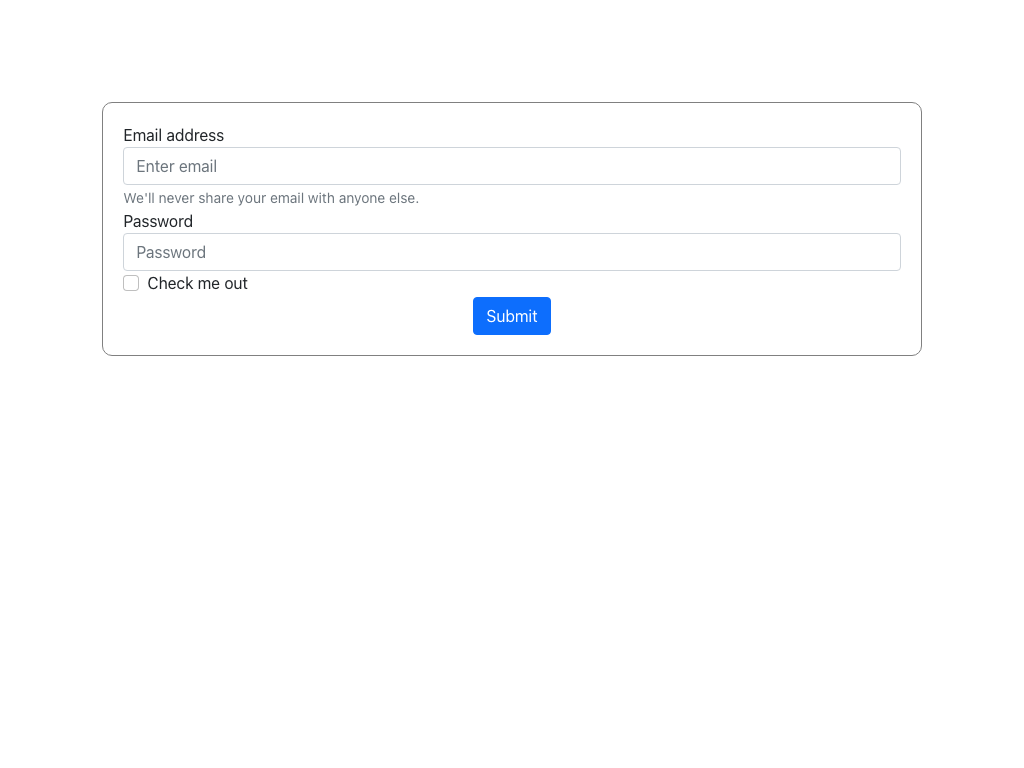 Email address
Enter email
We'll never share your email with anyone else.
Password
Password
Check me out
Submit